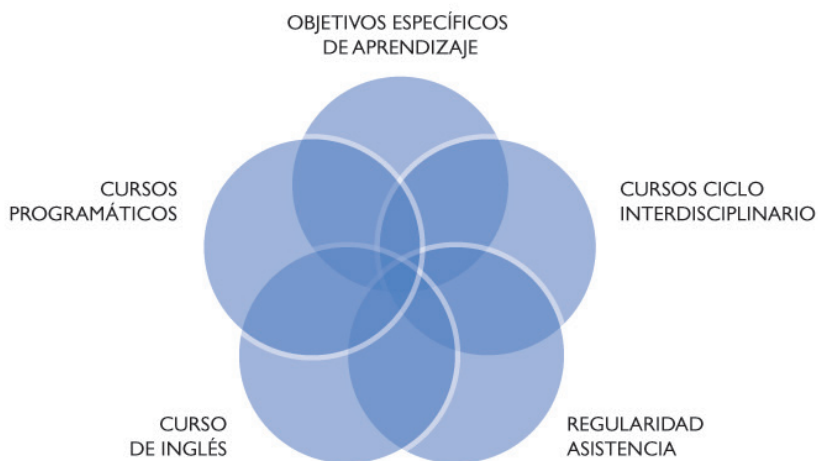 OBJETIVOS ESPECÍFICOS
DE APRENDIZAJE
CURSOS
PROGRAMÁTICOS
CURSOS CICLO
INTERDISCIPLINARIO
CURSO
DE INGLÉS
REGULARIDAD
ASISTENCIA